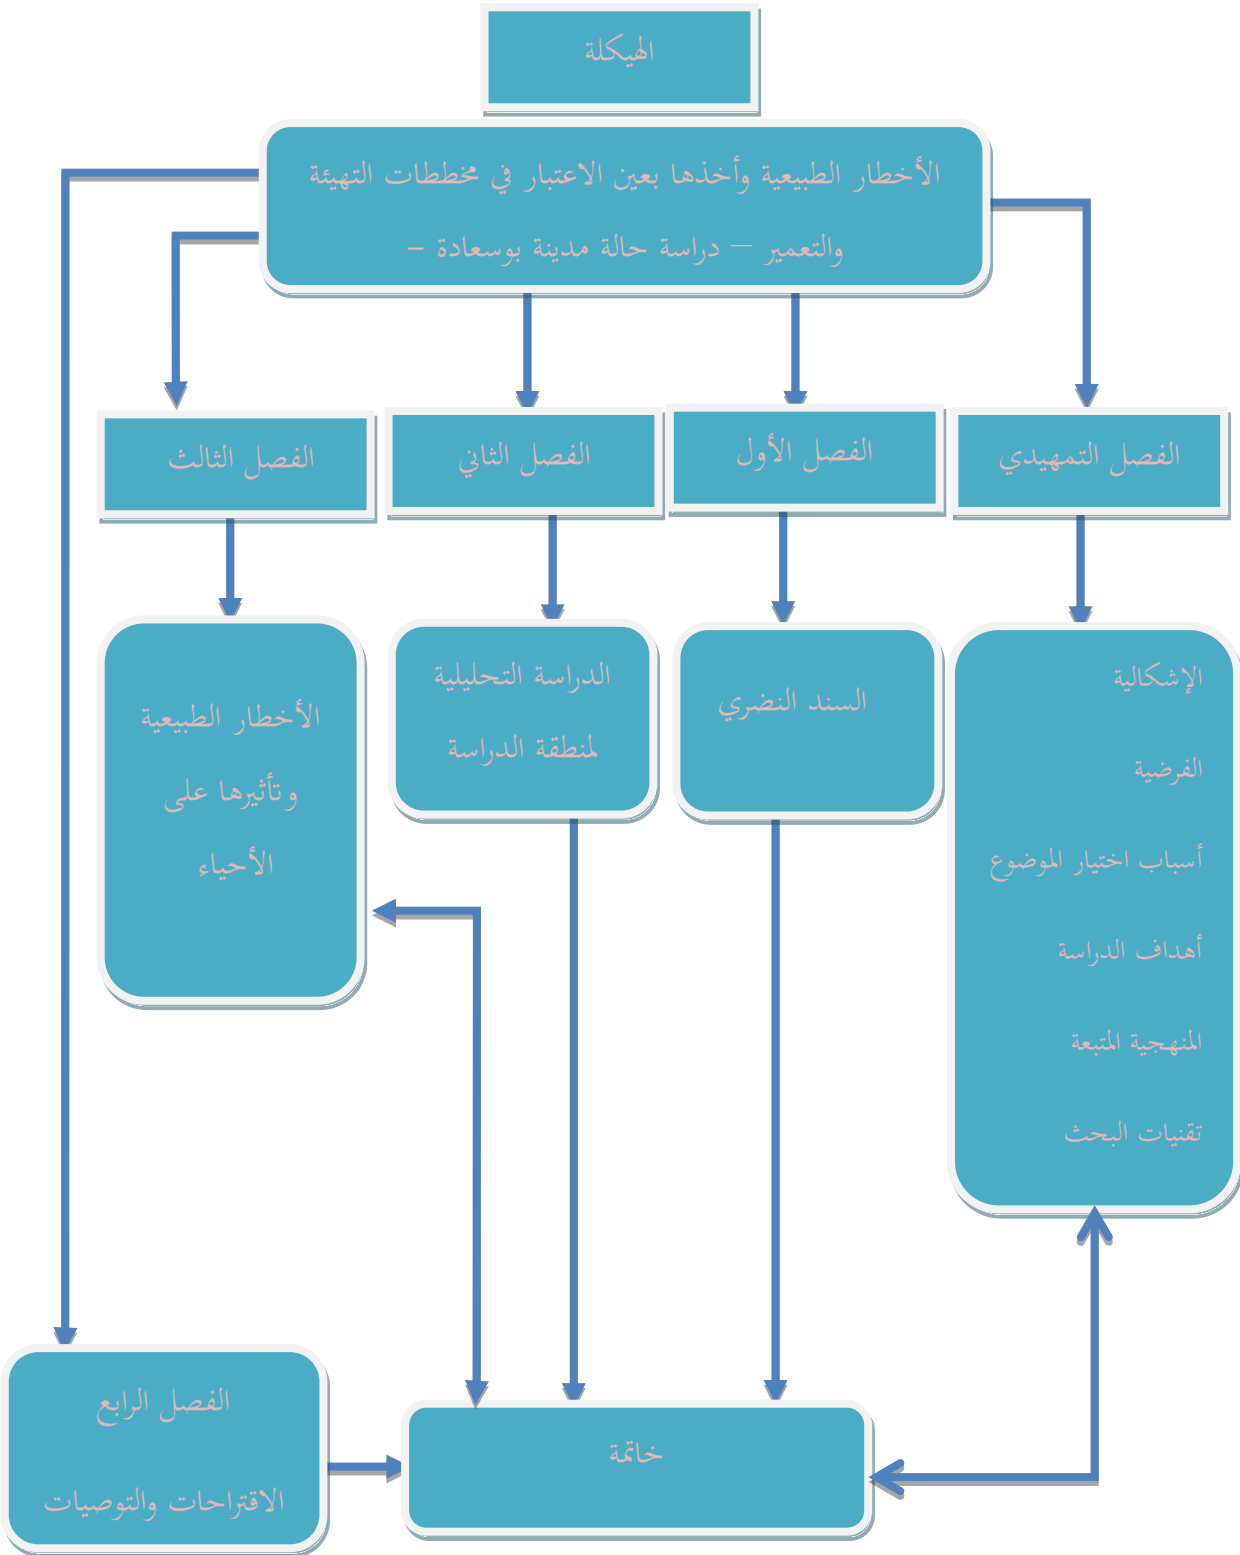 الهيكلة
الأخطار الطبيعية وأخذها بعين الاعتبار في مخططات التهيئة
والتعمير – دراسة حالة مدينة بوسعادة –
الفصل التمهيدي
الفصل الأول
الفصل الثاني
الفصل الثالث
الإشكالية
الفرضية
أسباب اختيار الموضوع
أهداف الدراسة
المنهجية المتبعة
تقنيات البحث
السند النضري
الدراسة التحليلية
لمنطقة الدراسة
الأخطار الطبيعية
وتأثيرها على
الأحياء
خاتمة
الفصل الرابع
الاقتراحات والتوصيات